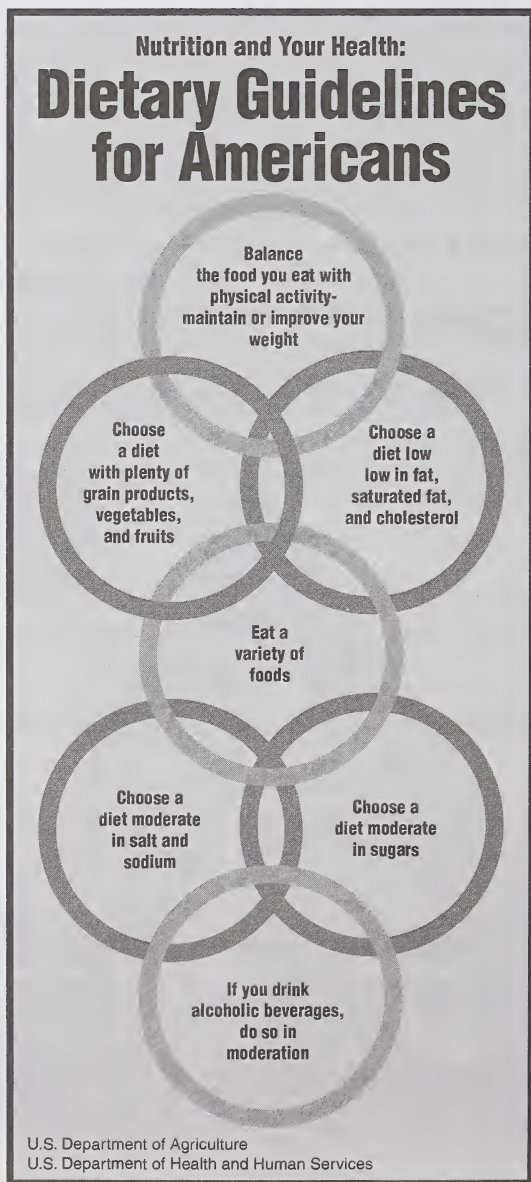 Nutrition and Your Health:
Dietary Guidelines
for Americans
Balance
the food you eat with
physical activity-
maintain or improve your
weight
Choose
a diet
with plenty of
grain products,
vegetables,
and fruits
Choose a
diet low
low in fat,
saturated fat,
and cholesterol
Eat a
variety of
foods
Choose a
diet moderate
in salt and
sodium
Choose a
diet moderate
in sugars
If you drink
alcoholic beverages,
do so in
moderation
U.S. Department of Agriculture
U.S. Department of Health and Human Services